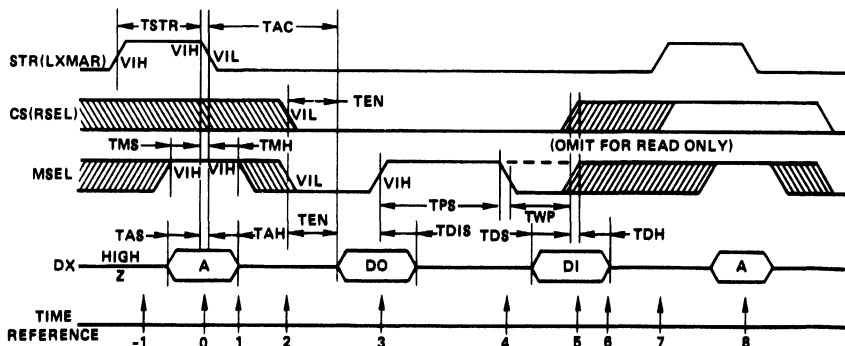 TSTR TAC
STR(LXMAR) VIH VIH VIL
TEN
CS(RSEL) VIL
TMS TMH (OMIT FOR READ ONLY)
MSEL VIH VIH VIL VIH
TPS TWP
TEN
TAS TAH TDIS TDS TDH
DX HIGH Z A DO DI A
TIME REFERENCE -1 0 1 2 3 4 5 6 7 8